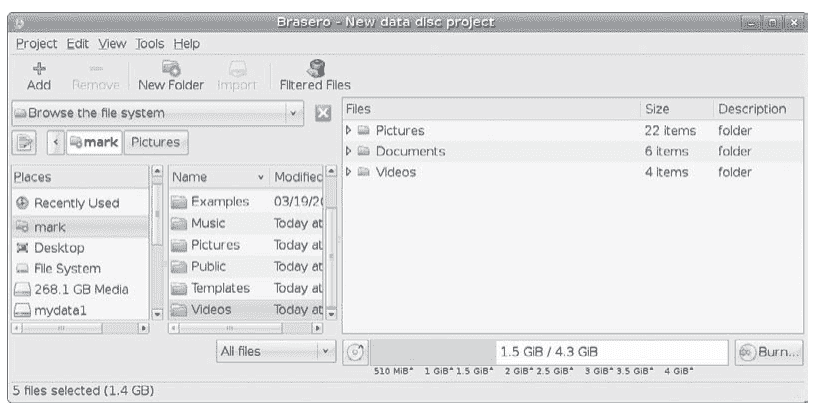 Brasero - New data disc project
Project Edit View Tools Help
Add Remove New Folder Import Filtered Files
Browse the file system
mark Pictures
Places
Recently Used
mark
Desktop
File System
268.1 GB Media
mydata1
Name Modified
Examples 03/19/20
Music Today at
Pictures Today at
Public Today at
Templates Today at
Videos Today at
All files
Files Size Description
Pictures 22 items folder
Documents 6 items folder
Videos 4 items folder
1.5 GiB / 4.3 GiB
Burn...
510 MiB 1 GiB 1.5 GiB 2 GiB 2.5 GiB 3 GiB 3.5 GiB 4 GiB
5 files selected (1.4 GB)